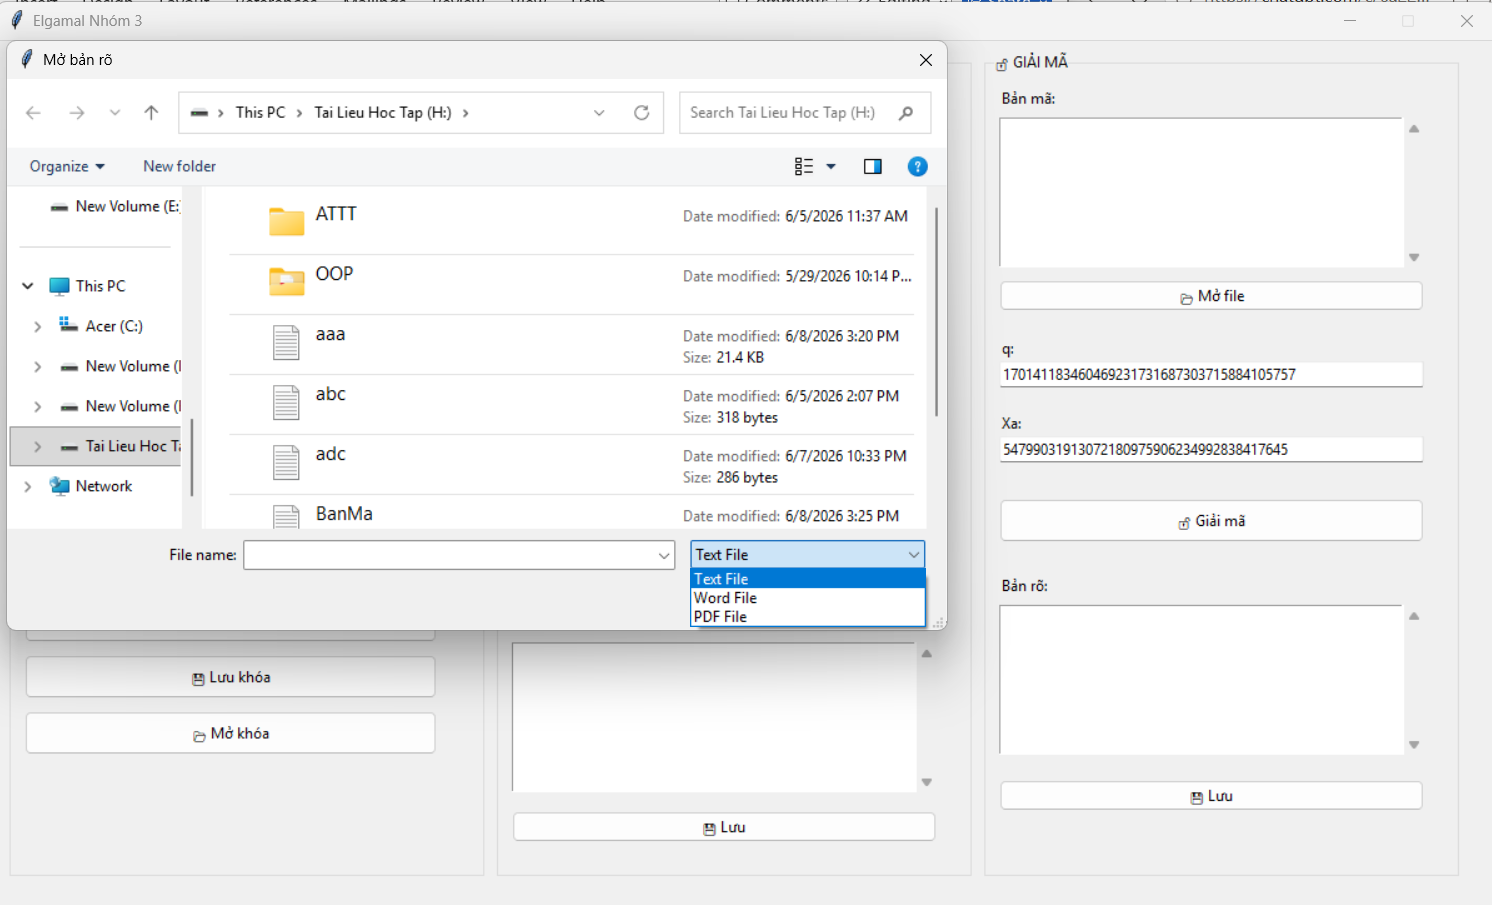 Elgamal Nhóm 3
Mở bản rõ
This PC
Tai Lieu Hoc Tap (H:)
Search Tai Lieu Hoc Tap (H:)
Organize
New folder
New Volume (E:
This PC
Acer (C:)
New Volume (
New Volume (
Tai Lieu Hoc Ta
Network
ATTT
Date modified: 6/5/2026 11:37 AM
OOP
Date modified: 5/29/2026 10:14 P...
aaa
Date modified: 6/8/2026 3:20 PM
Size: 21.4 KB
abc
Date modified: 6/5/2026 2:07 PM
Size: 318 bytes
adc
Date modified: 6/7/2026 10:33 PM
Size: 286 bytes
BanMa
Date modified: 6/8/2026 3:25 PM
File name:
Text File
Text File
Word File
PDF File
Lưu khóa
Mở khóa
Lưu
GIẢI MÃ
Bản mã:
Mở file
q:
170141183460469231731687303715884105757
Xa:
54799031913072180975906234992838417645
Giải mã
Bản rõ:
Lưu